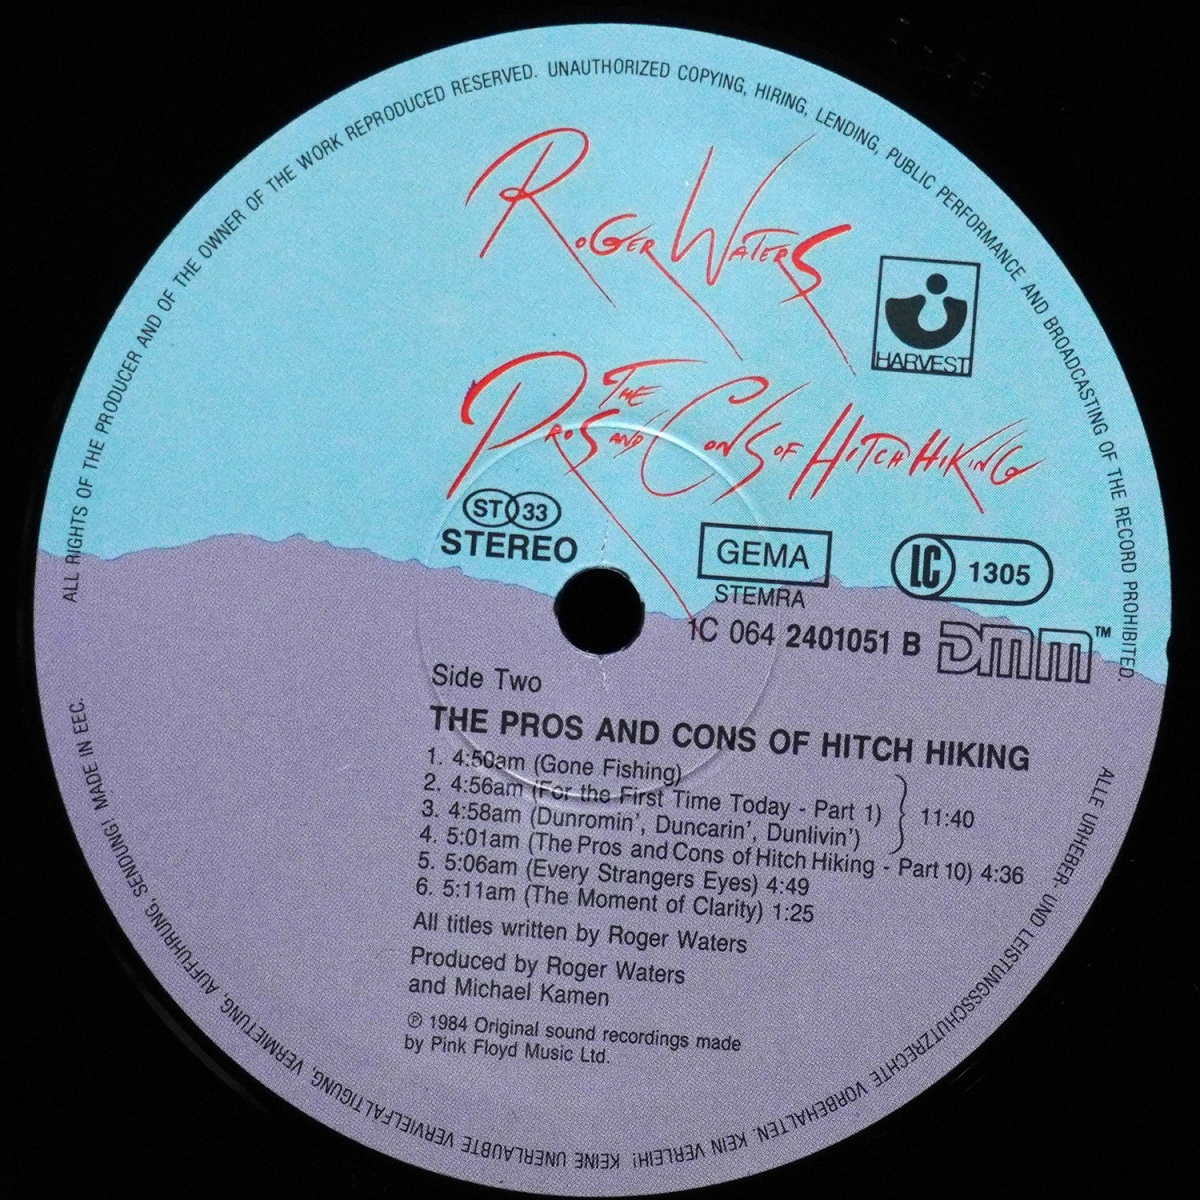 ALL RIGHTS OF THE PRODUCER AND OF THE OWNER OF THE WORK REPRODUCED RESERVED. UNAUTHORIZED COPYING, HIRING, LENDING, PUBLIC PERFORMANCE AND BROADCASTING OF THE RECORD PROHIBITED.
ROGER WATERS
HARVEST
THE
PROS AND CONS OF HITCH HIKING
ST 33
STEREO
GEMA
STEMRA
LC 1305
1C 064 2401051 B
DMM™
Side Two
THE PROS AND CONS OF HITCH HIKING
1. 4:50am (Gone Fishing)
2. 4:56am (For the First Time Today - Part 1)
3. 4:58am (Dunromin', Duncarin', Dunlivin')
11:40
4. 5:01am (The Pros and Cons of Hitch Hiking - Part 10) 4:36
5. 5:06am (Every Strangers Eyes) 4:49
6. 5:11am (The Moment of Clarity) 1:25
All titles written by Roger Waters
Produced by Roger Waters
and Michael Kamen
℗ 1984 Original sound recordings made
by Pink Floyd Music Ltd.
ALLE URHEBER- UND LEISTUNGSSCHUTZRECHTE VORBEHALTEN. KEIN VERLEIH! KEINE UNERLAUBTE VERVIELFÄLTIGUNG, VERMIETUNG, AUFFÜHRUNG, SENDUNG! MADE IN EEC.